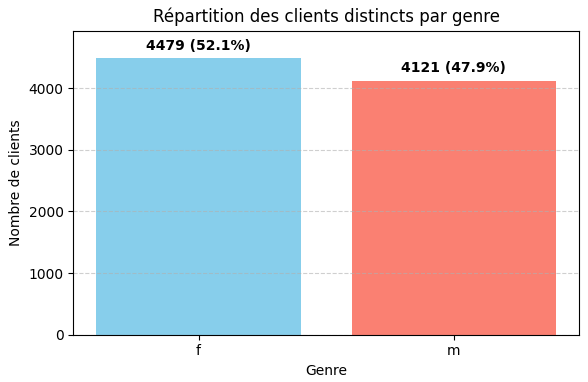 Répartition des clients distincts par genre
4479 (52.1%)
4121 (47.9%)
Nombre de clients
4000
3000
2000
1000
0
f
m
Genre